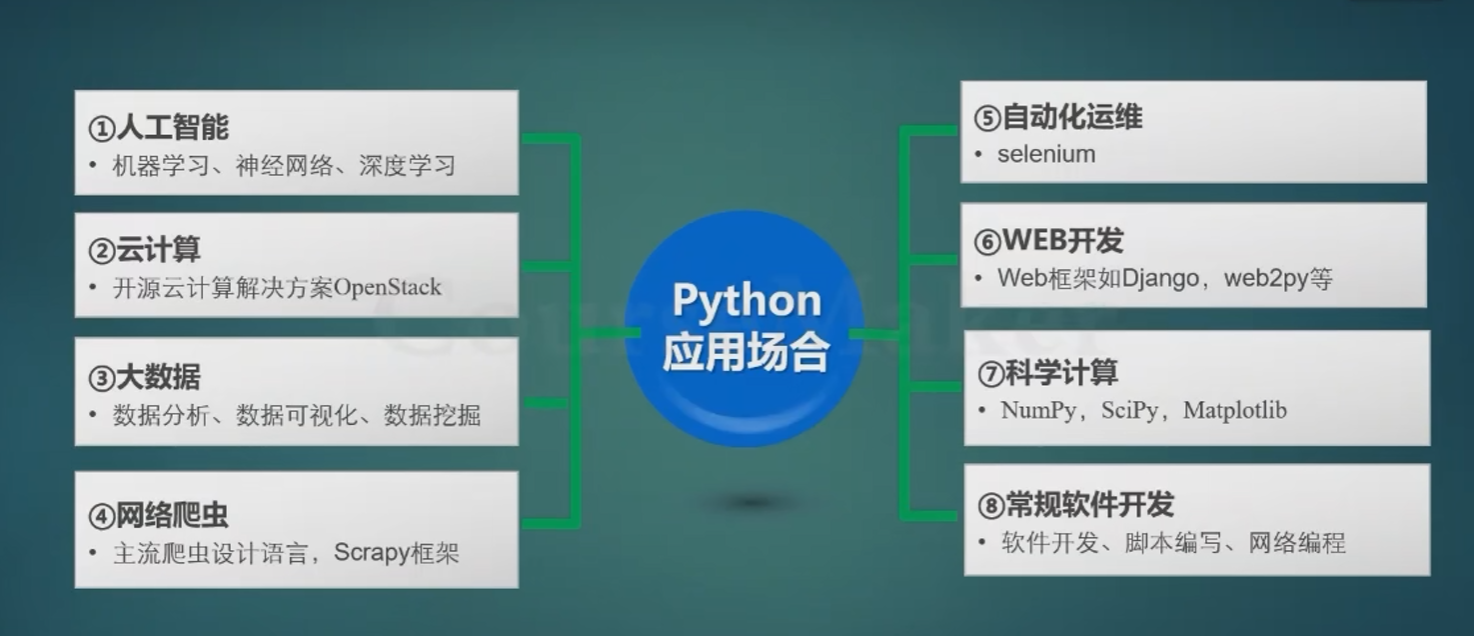 ①人工智能
• 机器学习、神经网络、深度学习
②云计算
• 开源云计算解决方案OpenStack
③大数据
• 数据分析、数据可视化、数据挖掘
④网络爬虫
• 主流爬虫设计语言，Scrapy框架
Python
应用场合
⑤自动化运维
• selenium
⑥WEB开发
• Web框架如Django，web2py等
⑦科学计算
• NumPy，SciPy，Matplotlib
⑧常规软件开发
• 软件开发、脚本编写、网络编程